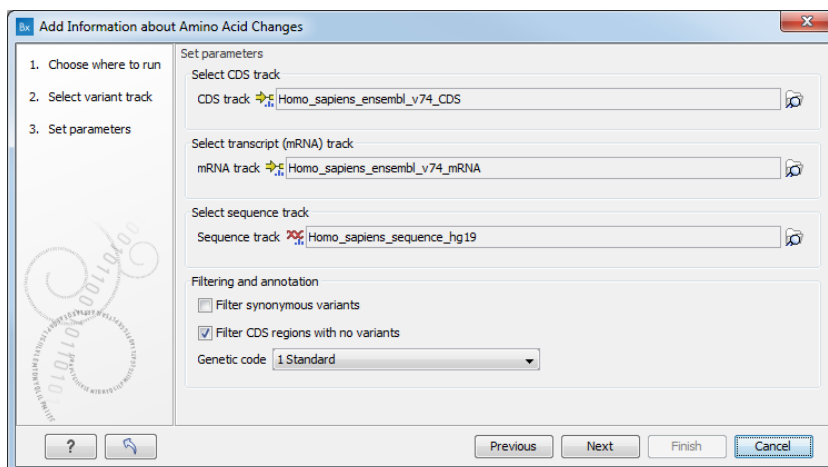 Bx Add Information about Amino Acid Changes
1. Choose where to run
2. Select variant track
3. Set parameters
Set parameters
Select CDS track
CDS track Homo_sapiens_ensembl_v74_CDS
Select transcript (mRNA) track
mRNA track Homo_sapiens_ensembl_v74_mRNA
Select sequence track
Sequence track Homo_sapiens_sequence_hg19
Filtering and annotation
Filter synonymous variants
Filter CDS regions with no variants
Genetic code 1 Standard
? Previous Next Finish Cancel